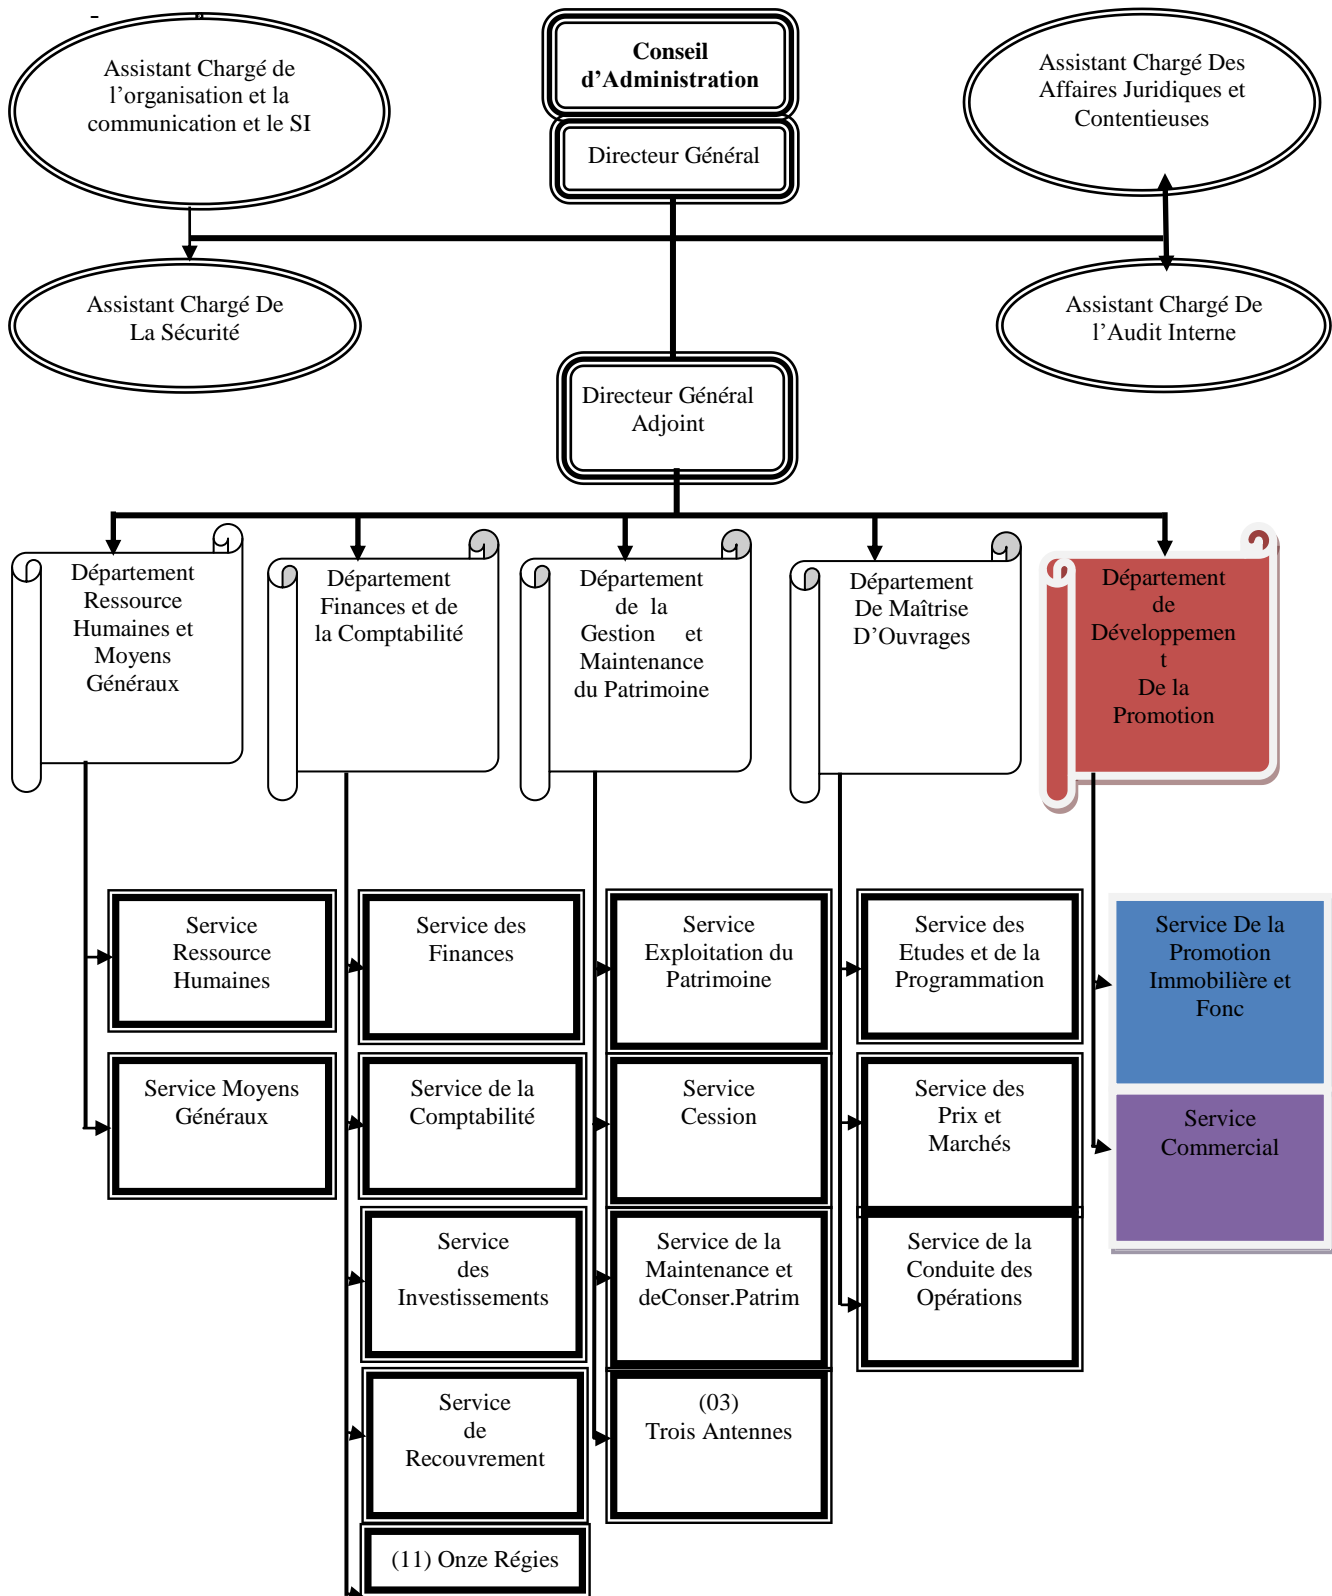 Assistant Chargé de
l'organisation et la
communication et le SI
Conseil
d'Administration
Directeur Général
Assistant Chargé Des
Affaires Juridiques et
Contentieuses
Assistant Chargé De
La Sécurité
Assistant Chargé De
l'Audit Interne
Directeur Général
Adjoint
Département
Ressource
Humaines et
Moyens
Généraux
Département
Finances et de
la Comptabilité
Département
de la
Gestion et
Maintenance
du Patrimoine
Département
De Maîtrise
D'Ouvrages
Département
de
Développemen
t
De la
Promotion
Service
Ressource
Humaines
Service Moyens
Généraux
Service des
Finances
Service de la
Comptabilité
Service
des
Investissements
Service
de
Recouvrement
(11) Onze Régies
Service
Exploitation du
Patrimoine
Service
Cession
Service de la
Maintenance et
deConser.Patrim
(03)
Trois Antennes
Service des
Etudes et de la
Programmation
Service des
Prix et
Marchés
Service de la
Conduite des
Opérations
Service De la
Promotion
Immobilière et
Fonc
Service
Commercial